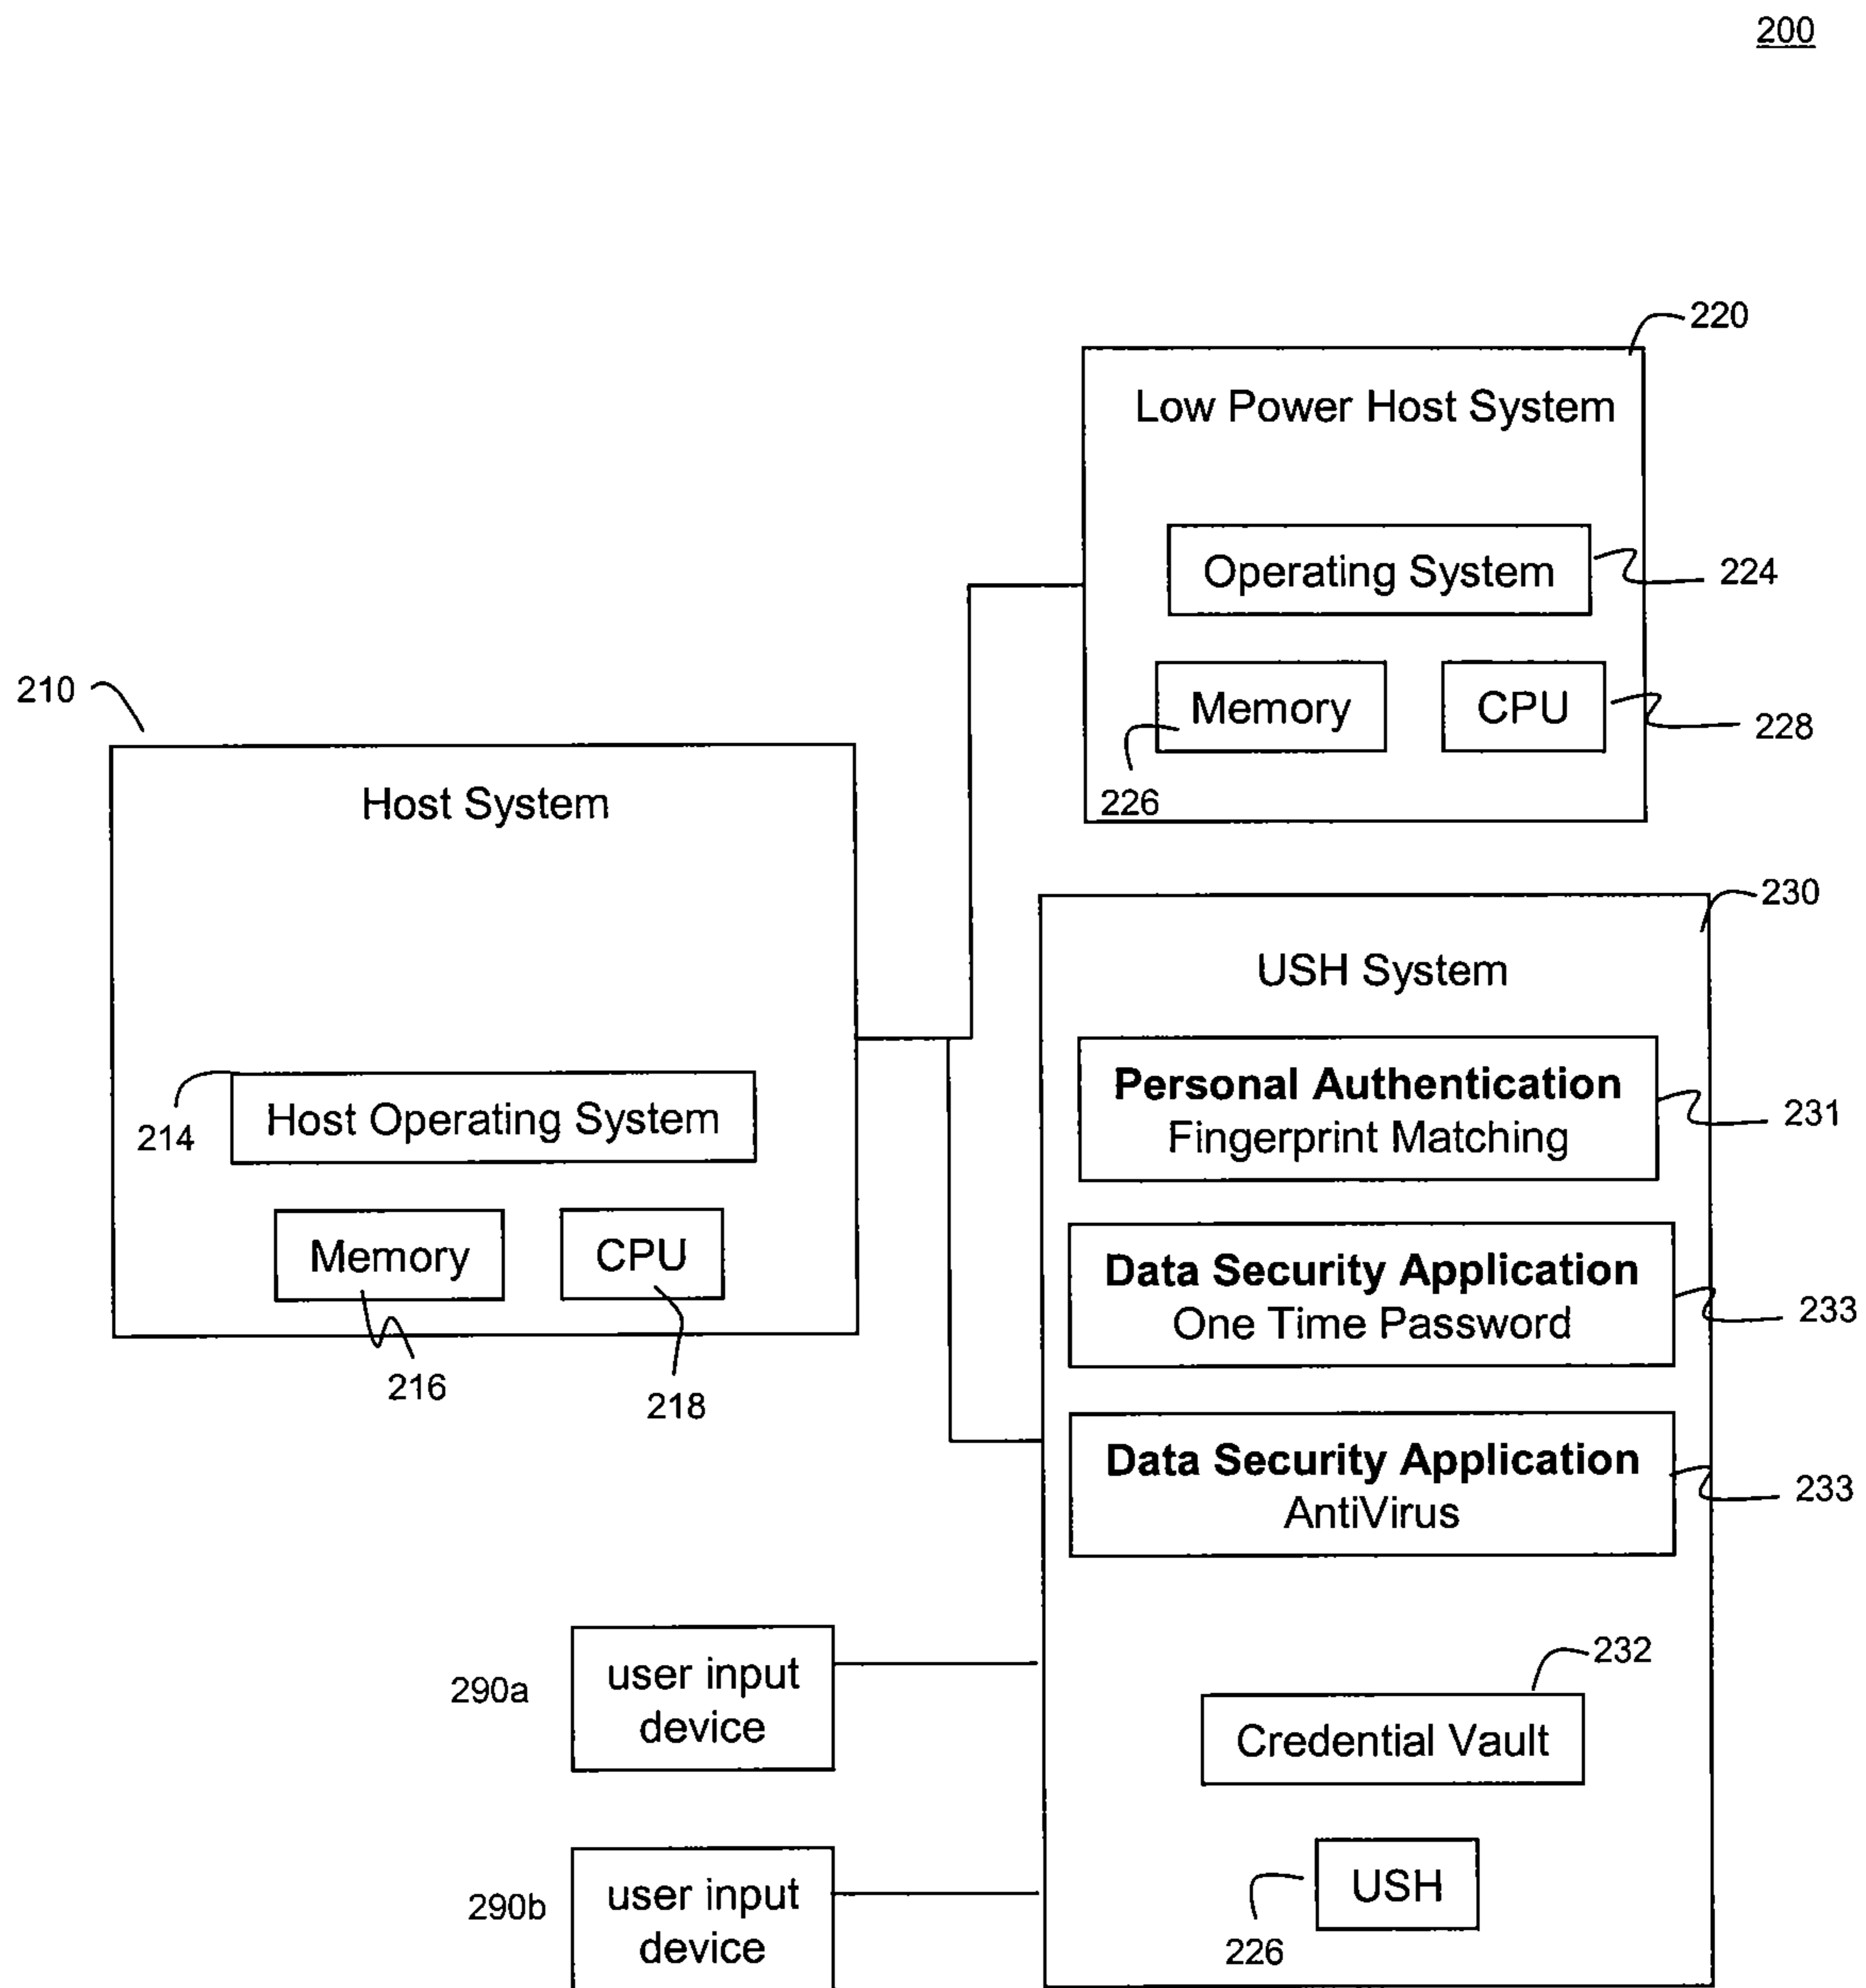 200
220
Low Power Host System
Operating System
224
Memory
CPU
226
228
210
Host System
Host Operating System
214
Memory
CPU
216
218
230
USH System
Personal Authentication
Fingerprint Matching
231
Data Security Application
One Time Password
233
Data Security Application
AntiVirus
233
290a
user input
device
232
Credential Vault
290b
user input
device
USH
226